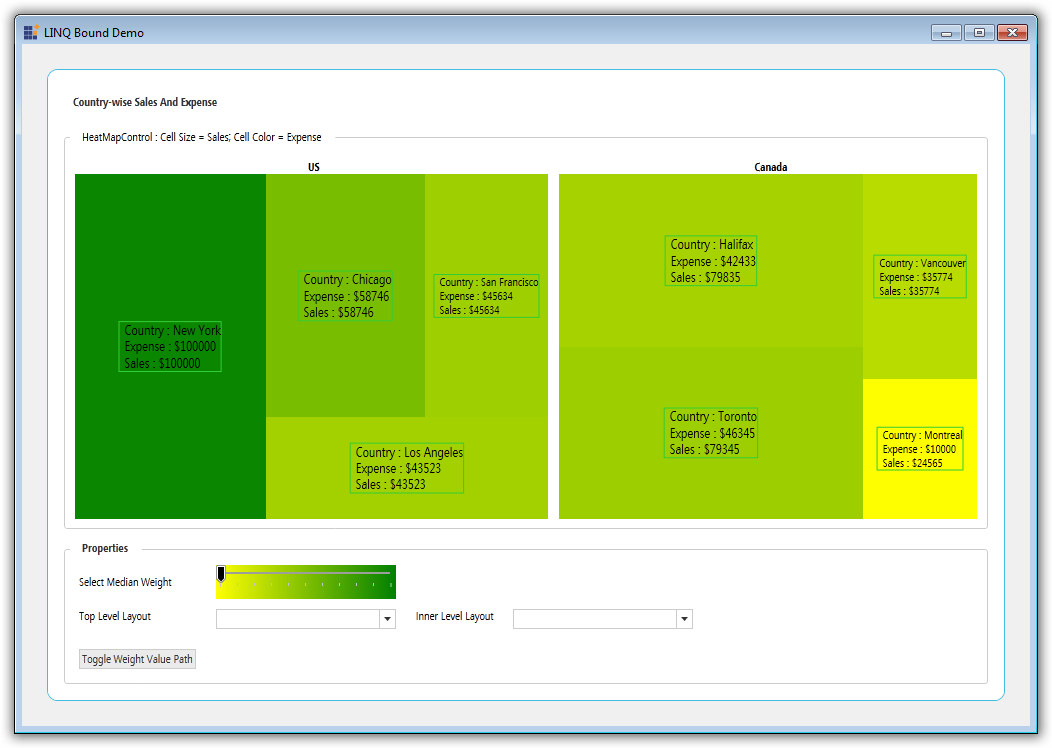 LINQ Bound Demo
Country-wise Sales And Expense
HeatMapControl : Cell Size = Sales; Cell Color = Expense
US
Canada
Country : New York
Expense : $100000
Sales : $100000
Country : Chicago
Expense : $58746
Sales : $58746
Country : San Francisco
Expense : $45634
Sales : $45634
Country : Los Angeles
Expense : $43523
Sales : $43523
Country : Halifax
Expense : $42433
Sales : $79835
Country : Toronto
Expense : $46345
Sales : $79345
Country : Vancouver
Expense : $35774
Sales : $35774
Country : Montreal
Expense : $10000
Sales : $24565
Properties
Select Median Weight
Top Level Layout
Inner Level Layout
Toggle Weight Value Path